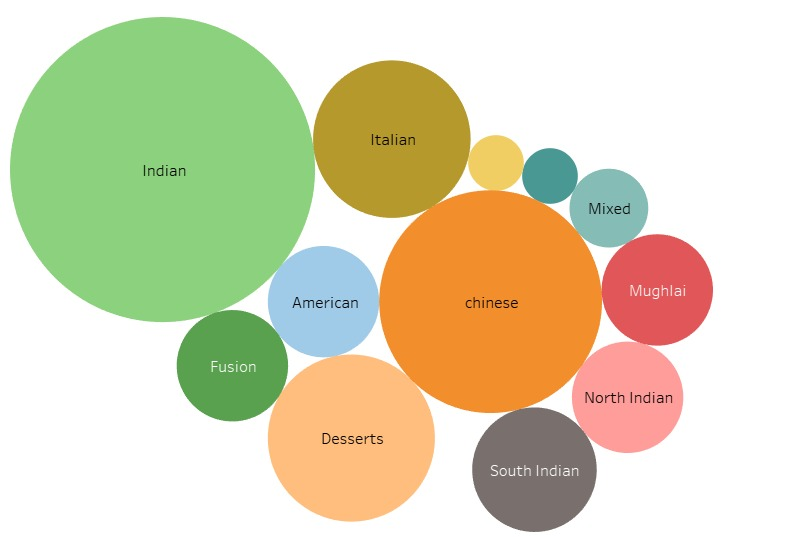 Indian
Italian
Mixed
Mughlai
American
chinese
Fusion
North Indian
Desserts
South Indian